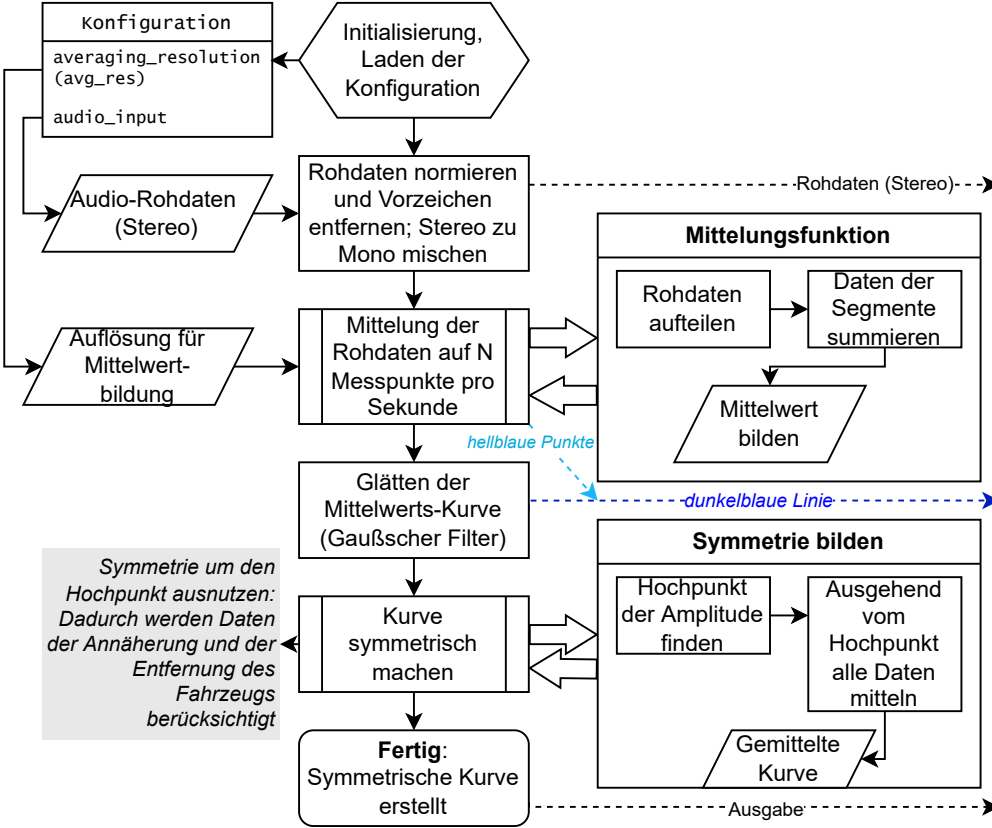 Konfiguration
averaging_resolution
(avg_res)
audio_input
Initialisierung,
Laden der
Konfiguration
Audio-Rohdaten
(Stereo)
Rohdaten normieren
und Vorzeichen
entfernen; Stereo zu
Mono mischen
Rohdaten (Stereo)
Auflösung für
Mittelwert-
bildung
Mittelung der
Rohdaten auf N
Messpunkte pro
Sekunde
Mittelungsfunktion
Rohdaten
aufteilen
Daten der
Segmente
summieren
Mittelwert
bilden
hellblaue Punkte
Glätten der
Mittelwerts-Kurve
(Gaußscher Filter)
dunkelblaue Linie
Symmetrie um den
Hochpunkt ausnutzen:
Dadurch werden Daten
der Annäherung und der
Entfernung des
Fahrzeugs
berücksichtigt
Kurve
symmetrisch
machen
Symmetrie bilden
Hochpunkt
der Amplitude
finden
Ausgehend
vom
Hochpunkt
alle Daten
mitteln
Gemittelte
Kurve
Fertig:
Symmetrische Kurve
erstellt
Ausgabe